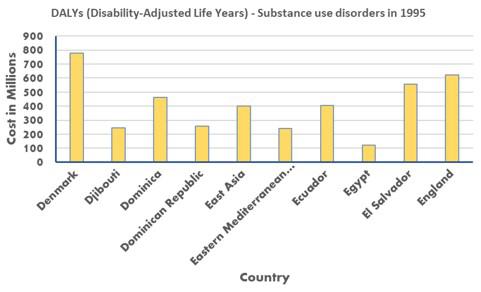 DALYs (Disability-Adjusted Life Years) - Substance use disorders in 1995
Cost in Millions
900
800
700
600
500
400
300
200
100
0
Denmark
Djibouti
Dominica
Dominican Republic
East Asia
Eastern Mediterranean...
Ecuador
Egypt
El Salvador
England
Country